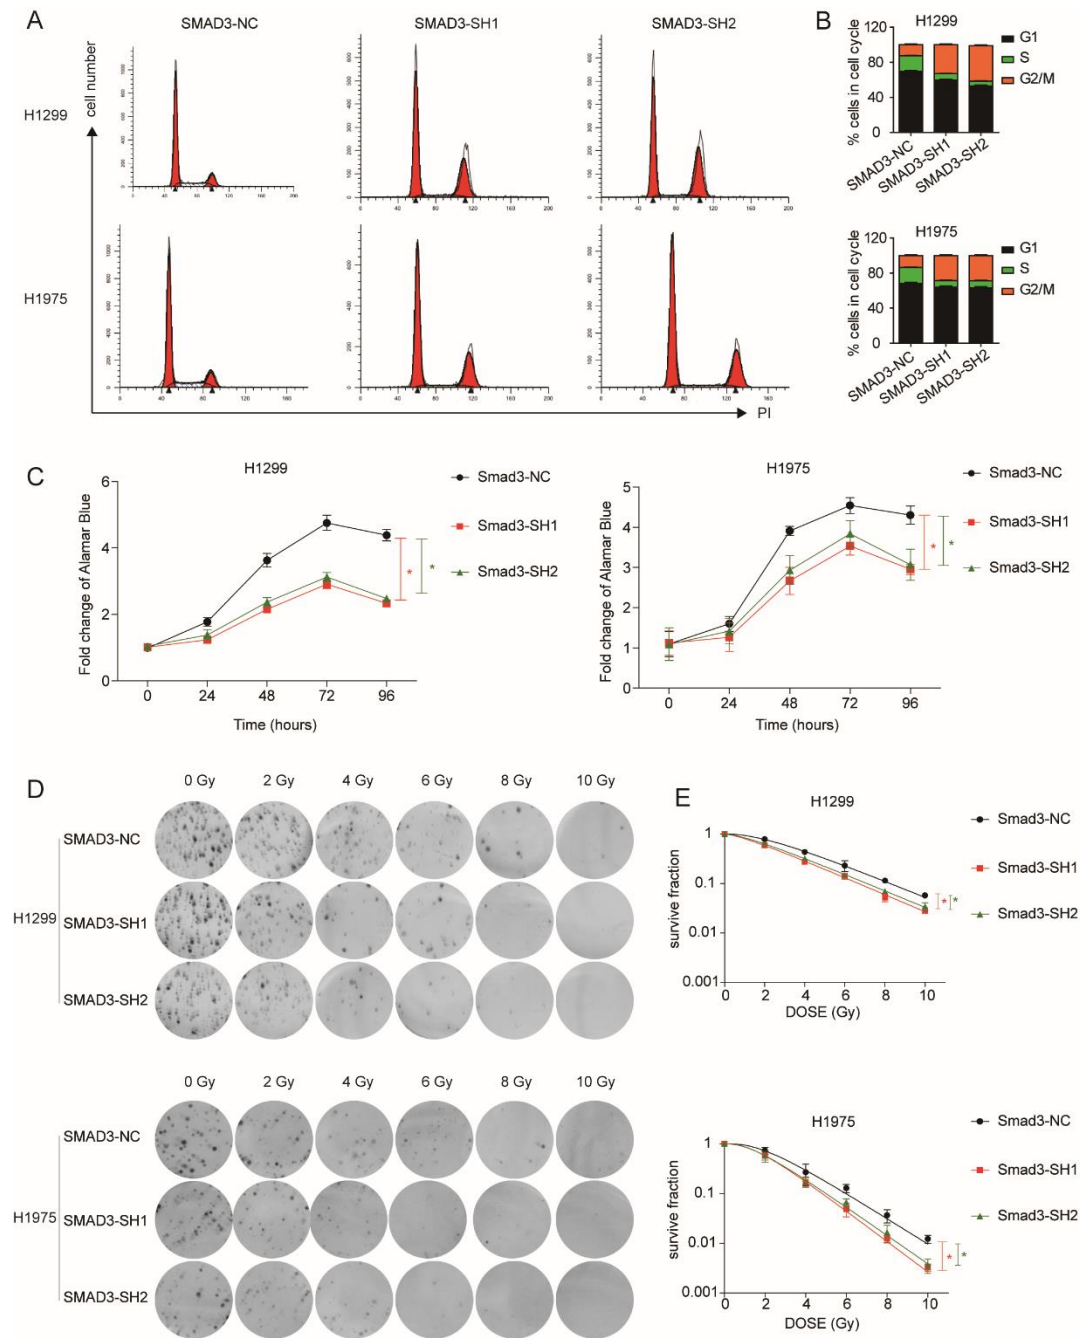 A
SMAD3-NC
SMAD3-SH1
SMAD3-SH2
cell number
H1299
H1975
0 40 80 120 160 200
PI
B
H1299
% cells in cell cycle
120
80
40
0
G1
S
G2/M
SMAD3-NC
SMAD3-SH1
SMAD3-SH2
H1975
% cells in cell cycle
120
80
40
0
G1
S
G2/M
SMAD3-NC
SMAD3-SH1
SMAD3-SH2
C
H1299
Fold change of Alamar Blue
6
4
2
0
0 24 48 72 96
Time (hours)
Smad3-NC
Smad3-SH1
Smad3-SH2
* *
H1975
Fold change of Alamar Blue
5
4
3
2
1
0
0 24 48 72 96
Time (hours)
Smad3-NC
Smad3-SH1
Smad3-SH2
* *
D
0 Gy 2 Gy 4 Gy 6 Gy 8 Gy 10 Gy
H1299
SMAD3-NC
SMAD3-SH1
SMAD3-SH2
0 Gy 2 Gy 4 Gy 6 Gy 8 Gy 10 Gy
H1975
SMAD3-NC
SMAD3-SH1
SMAD3-SH2
E
H1299
survive fraction
1
0.1
0.01
0.001
0 2 4 6 8 10
DOSE (Gy)
Smad3-NC
Smad3-SH1
Smad3-SH2
* *
H1975
survive fraction
1
0.1
0.01
0.001
0 2 4 6 8 10
DOSE (Gy)
Smad3-NC
Smad3-SH1
Smad3-SH2
* *